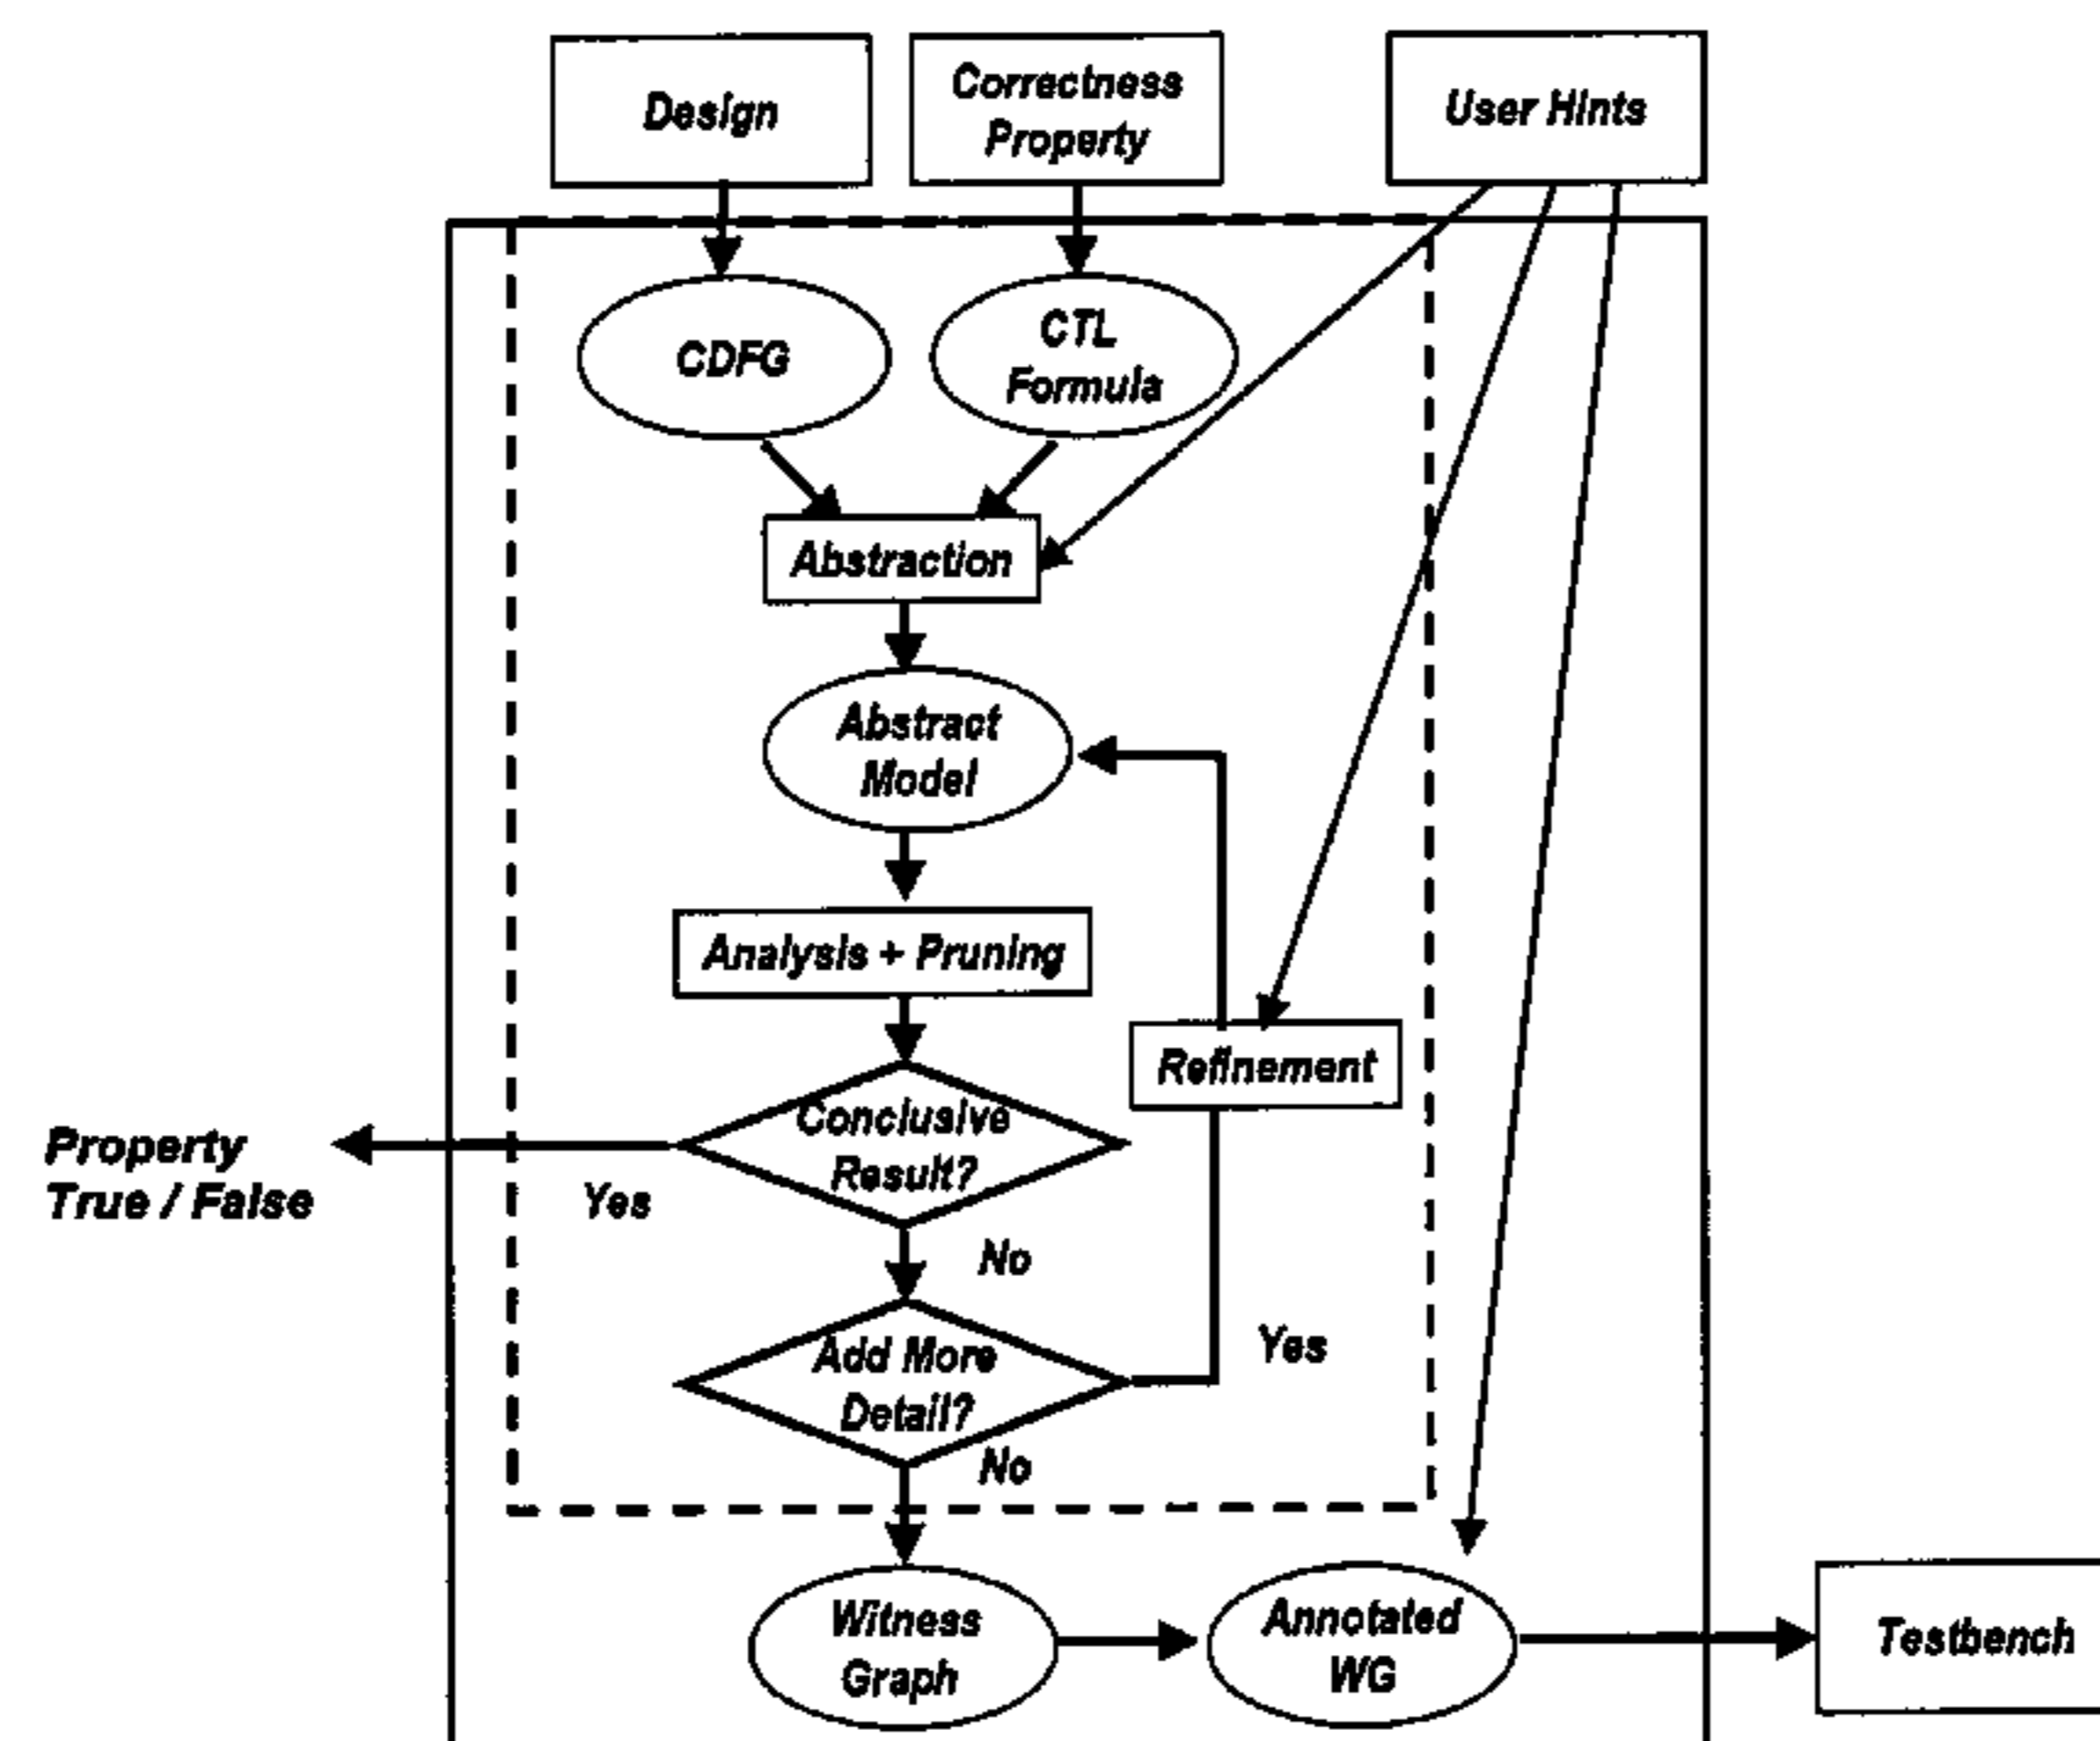 Design
Correctness
Property
User Hints
CDFG
CTL
Formula
Abstraction
Abstract
Model
Analysis + Pruning
Refinement
Conclusive
Result?
Property
True / False
Yes
No
Add More
Detail?
Yes
No
Witness
Graph
Annotated
WG
Testbench